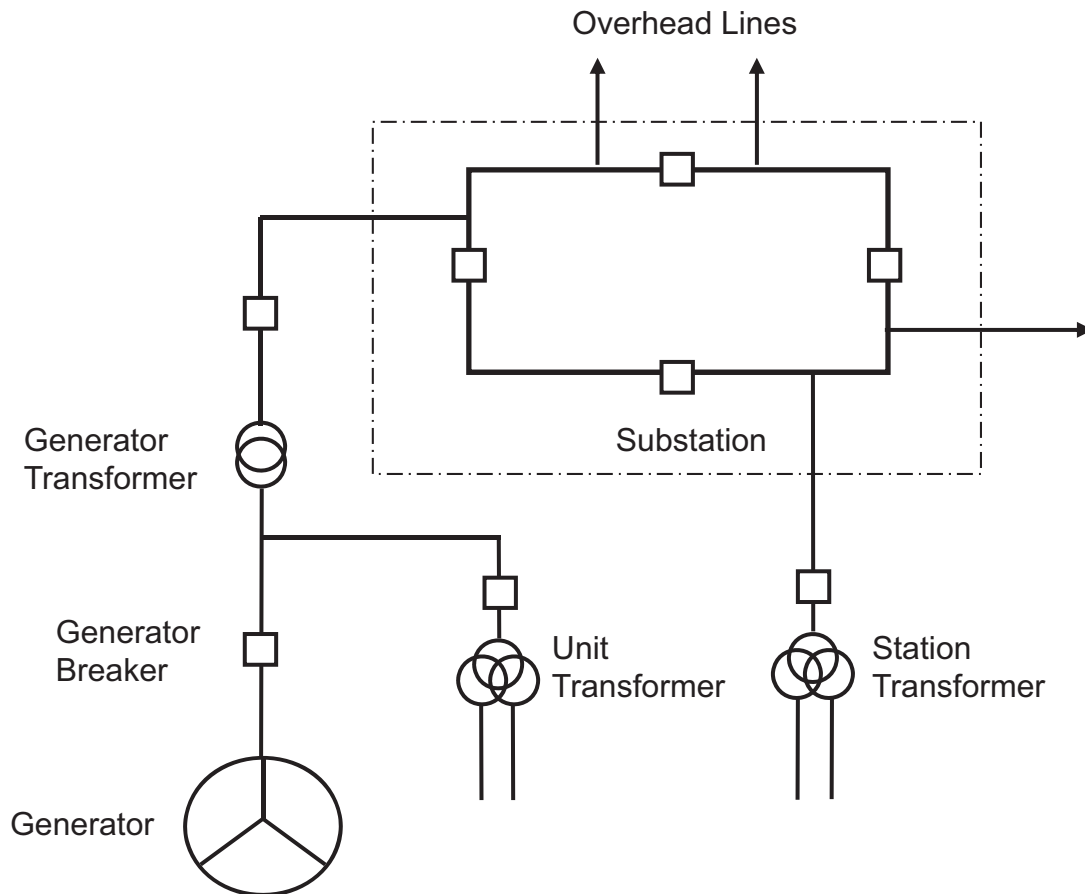 Overhead Lines
Substation
Generator
Transformer
Generator
Breaker
Unit
Transformer
Station
Transformer
Generator